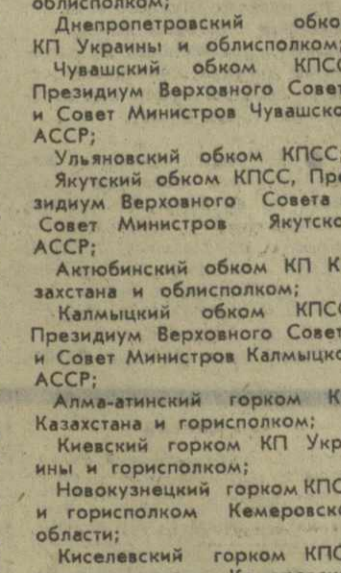 облисполком;
Днепропетровский обко
КП Украины и облисполком;
Чувашский обком КПСС
Президиум Верховного Совет
и Совет Министров Чувашско
АССР;
Ульяновский обком КПСС;
Якутский обком КПСС, Пре
зидиум Верховного Совета
Совет Министров Якутско
АССР;
Актюбинский обком КП К
захстана и облисполком;
Калмыцкий обком КПСС
Президиум Верховного Совет
и Совет Министров Калмыцко
АССР;
Алма-атинский горком К
Казахстана и горисполком;
Киевский горком КП Укр
ины и горисполком;
Новокузнецкий горком КПС
и горисполком Кемеровско
области;
Киселевский горком КПС